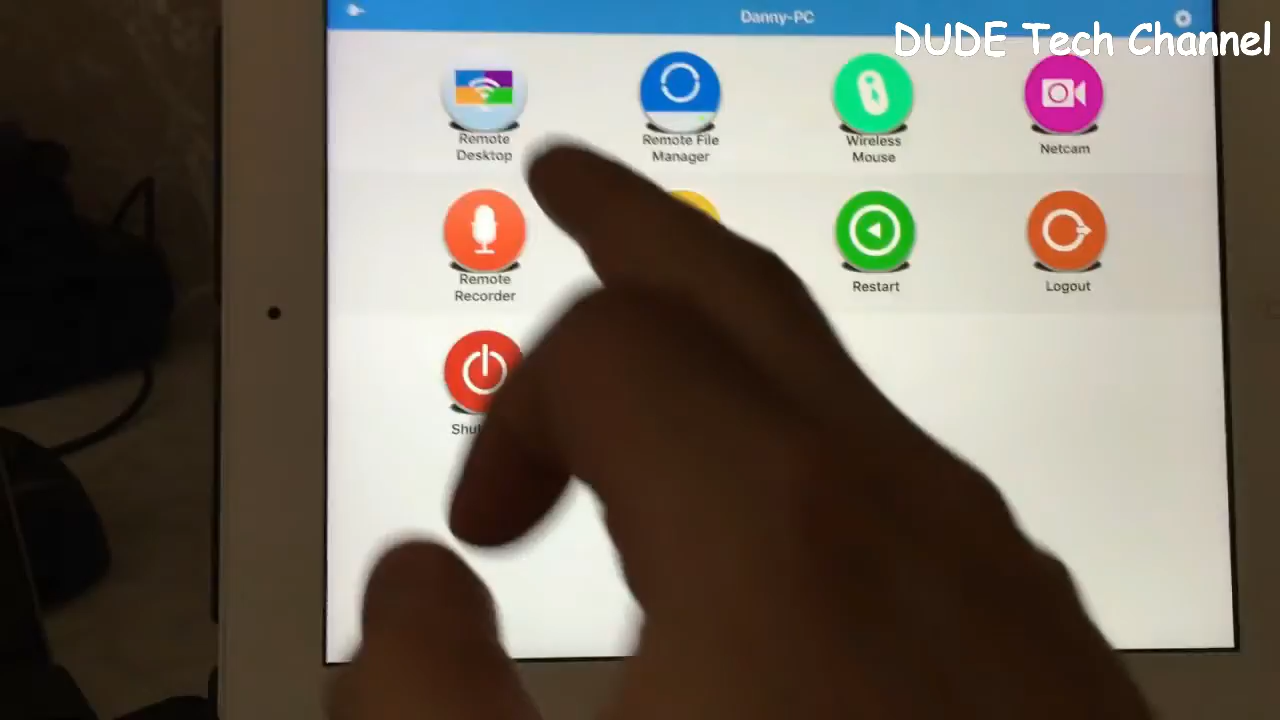 Danny-PC
DUDE Tech Channel
Remote
Desktop
Remote File
Manager
Wireless
Mouse
Netcam
Remote
Recorder
Restart
Logout